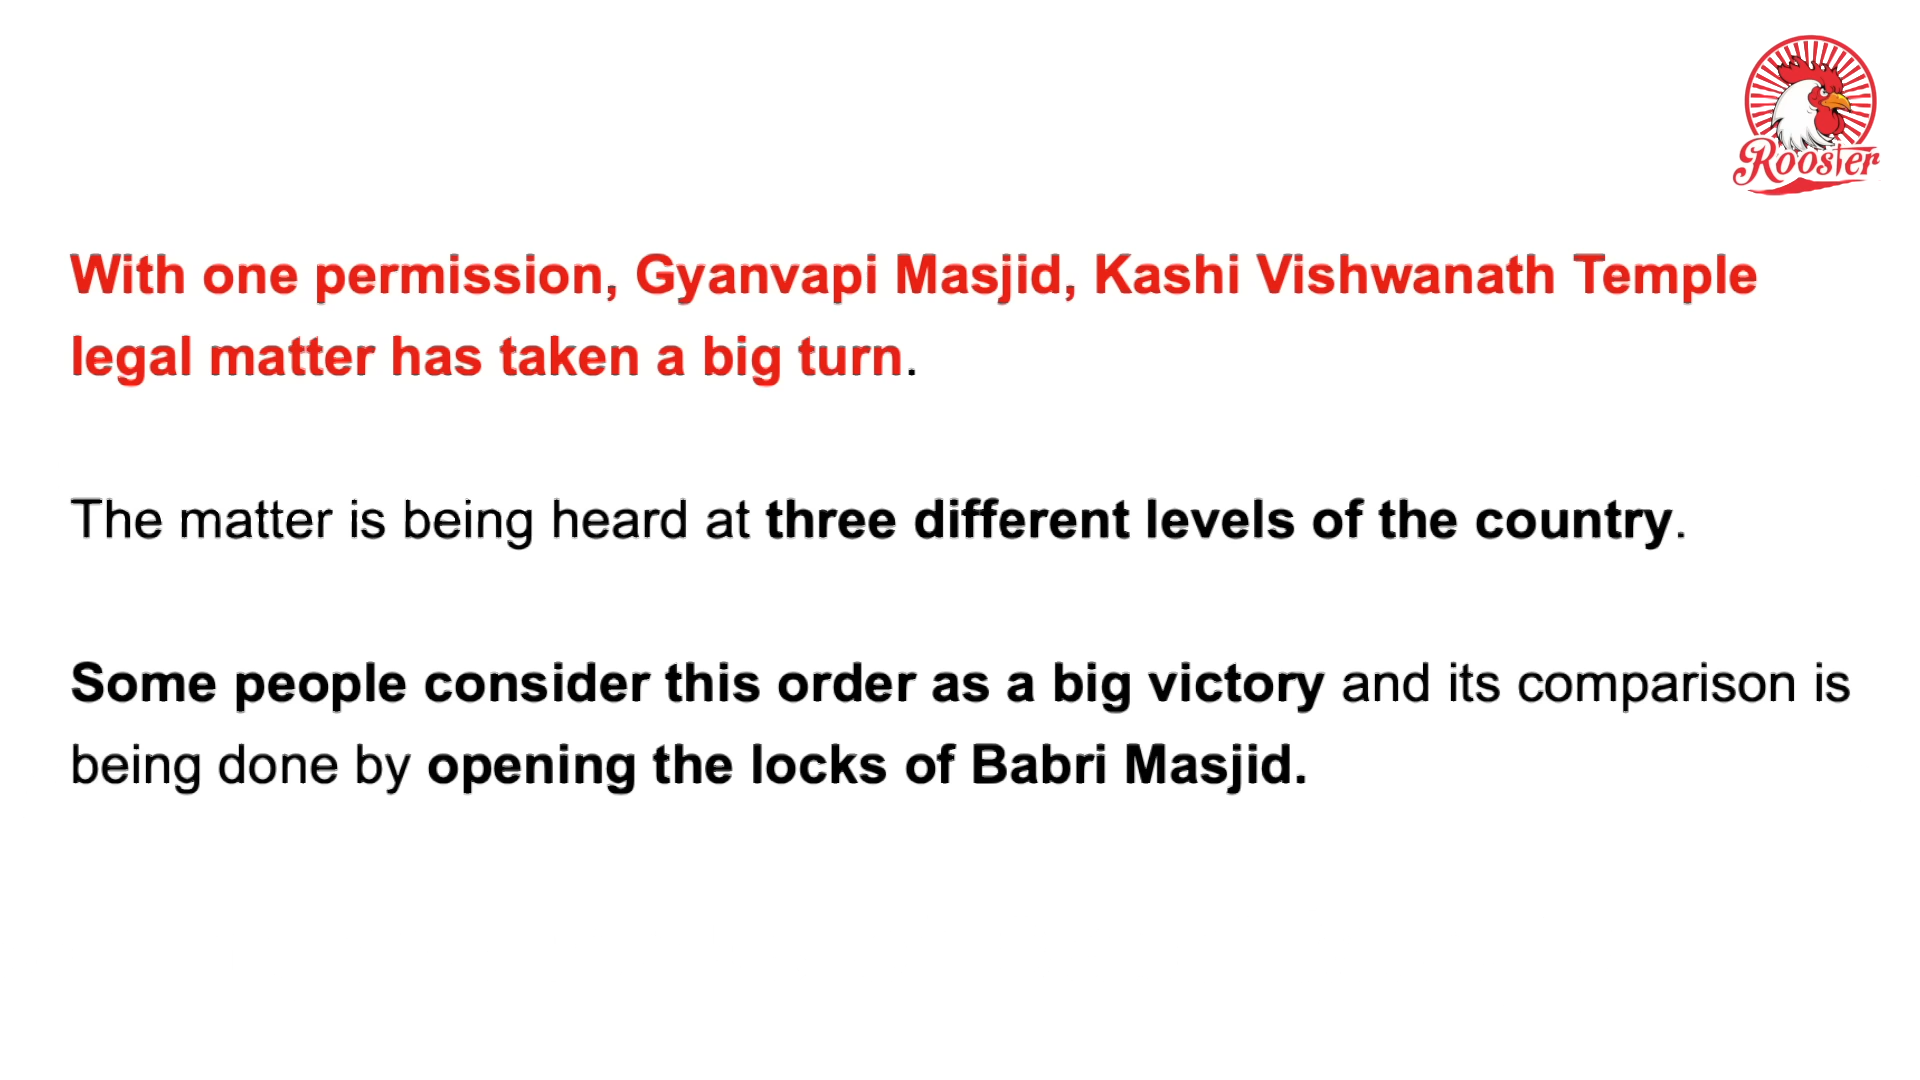 Rooster
With one permission, Gyanvapi Masjid, Kashi Vishwanath Temple
legal matter has taken a big turn.
The matter is being heard at three different levels of the country.
Some people consider this order as a big victory and its comparison is
being done by opening the locks of Babri Masjid.